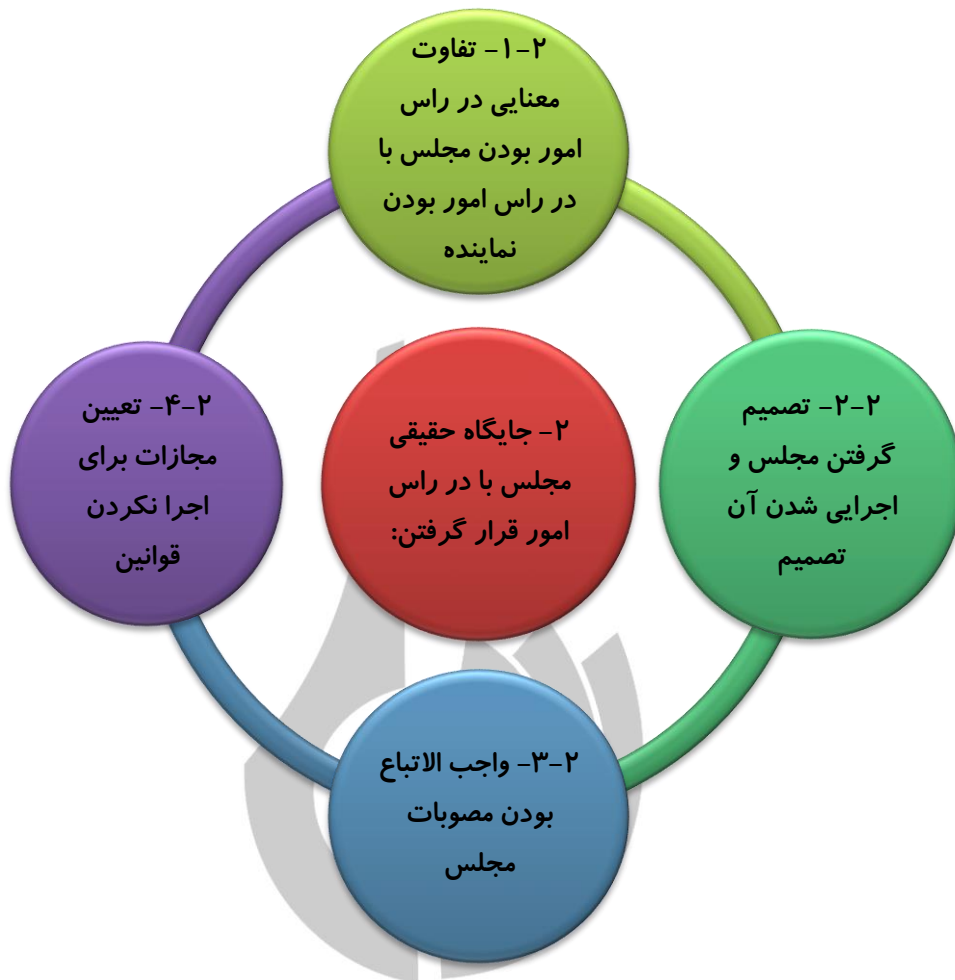 ۲-۱- تفاوت
معنایی در راس
امور بودن مجلس با
در راس امور بودن
نماینده
۲-۲- تصمیم
گرفتن مجلس و
اجرایی شدن آن
تصمیم
۲-۳- واجب الاتباع
بودن مصوبات
مجلس
۲-۴- تعیین
مجازات برای
اجرا نکردن
قوانین
۲- جایگاه حقیقی
مجلس با در راس
امور قرار گرفتن: